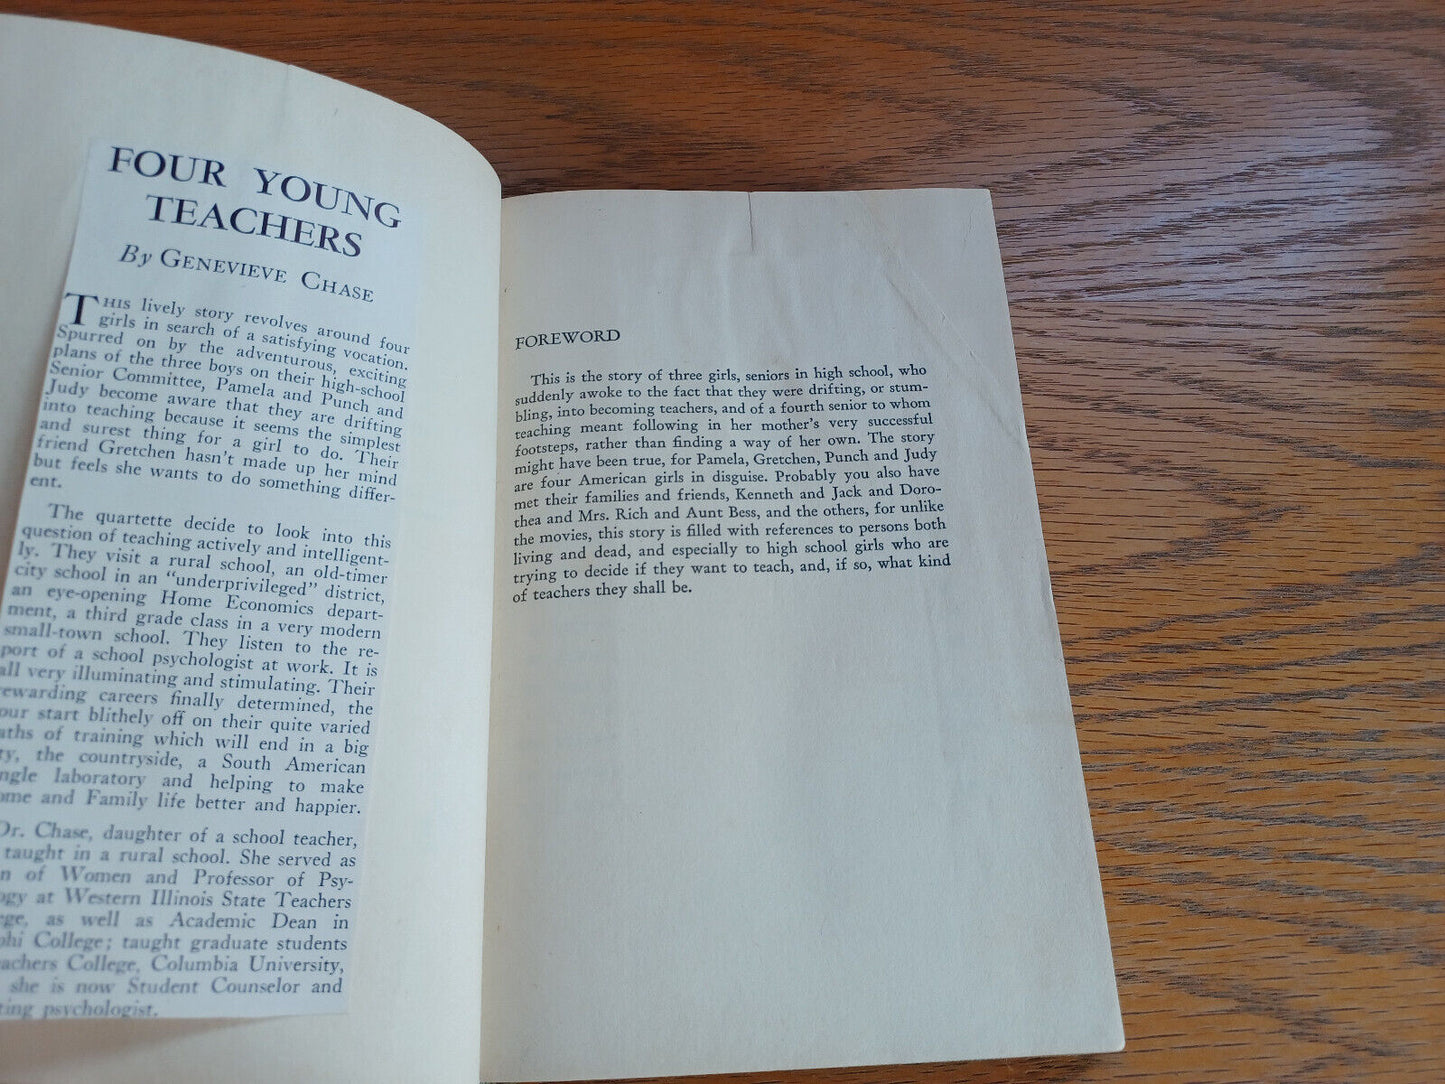 FOUR YOUNG
TEACHERS
By GENEVIEVE CHASE
THIS lively story revolves around four
girls in search of a satisfying vocation.
Spurred on by the adventurous, exciting
plans of the three boys on their high-school
Senior Committee, Pamela and Punch and
Judy become aware that they are drifting
into teaching because it seems the simplest
and surest thing for a girl to do. Their
friend Gretchen hasn't made up her mind
but feels she wants to do something differ-
ent.
The quartette decide to look into this
question of teaching actively and intelligent-
ly. They visit a rural school, an old-timer
city school in an "underprivileged" district,
an eye-opening Home Economics depart-
ment, a third grade class in a very modern
small-town school. They listen to the re-
port of a school psychologist at work. It is
all very illuminating and stimulating. Their
ewarding careers finally determined, the
our start blithely off on their quite varied
aths of training which will end in a big
ty, the countryside, a South American
ngle laboratory and helping to make
ome and Family life better and happier.
Dr. Chase, daughter of a school teacher,
taught in a rural school. She served as
n of Women and Professor of Psy-
ogy at Western Illinois State Teachers
ege, as well as Academic Dean in
phi College; taught graduate students
achers College, Columbia University,
she is now Student Counselor and
ting psychologist.
FOREWORD
This is the story of three girls, seniors in high school, who
suddenly awoke to the fact that they were drifting, or stum-
bling, into becoming teachers, and of a fourth senior to whom
teaching meant following in her mother's very successful
footsteps, rather than finding a way of her own. The story
might have been true, for Pamela, Gretchen, Punch and Judy
are four American girls in disguise. Probably you also have
met their families and friends, Kenneth and Jack and Doro-
thea and Mrs. Rich and Aunt Bess, and the others, for unlike
the movies, this story is filled with references to persons both
living and dead, and especially to high school girls who are
trying to decide if they want to teach, and, if so, what kind
of teachers they shall be.